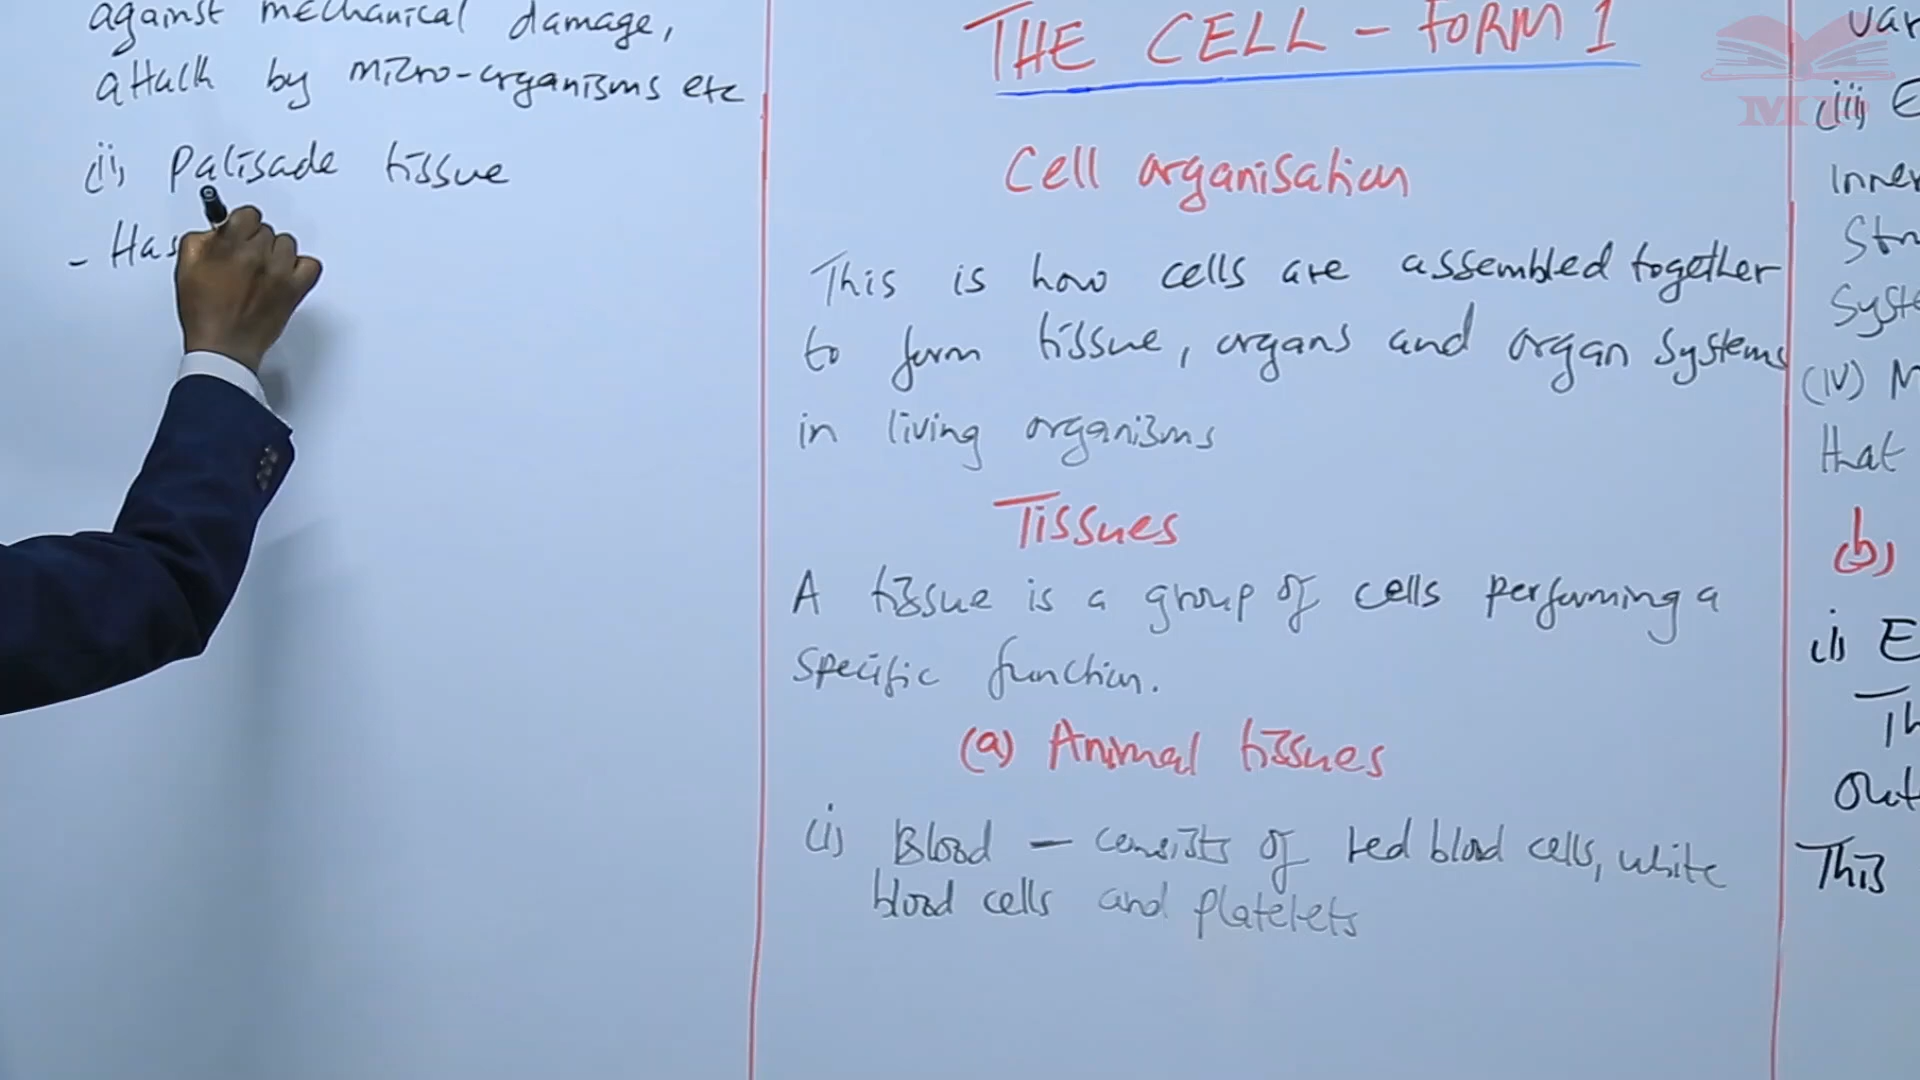 against mechanical damage,
attack by micro-organisms etc
(ii) Palisade tissue
- Has
THE CELL - FORM 1
Cell organisation
This is how cells are assembled together
to form tissue, organs and organ systems
in living organisms
Tissues
A tissue is a group of cells performing a
specific function.
(a) Animal tissues
(i) Blood - consists of red blood cells, white
blood cells and platelets
(iii) E
Inner
(iv) M
that
(b)
(i) E
Th
Out
This